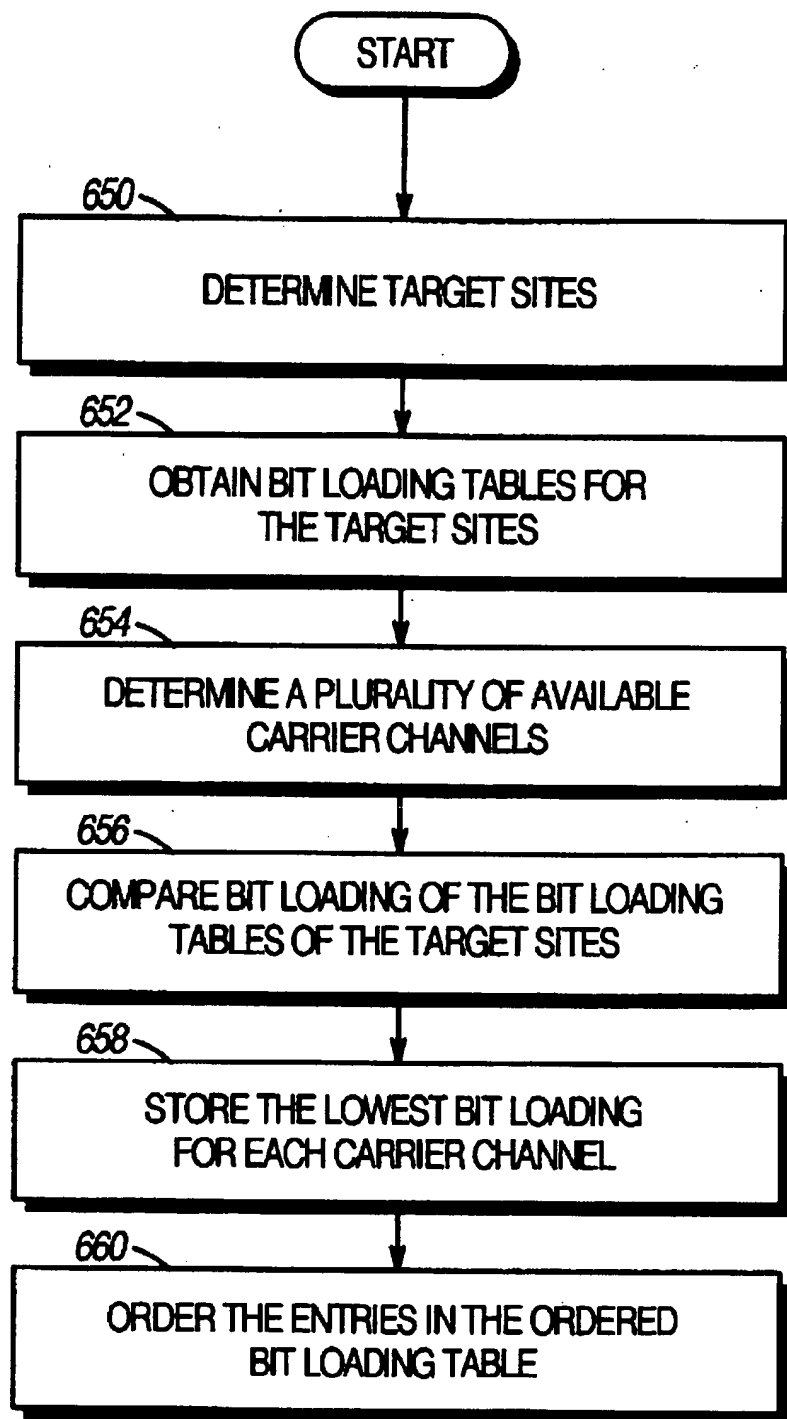 START
650
DETERMINE TARGET SITES
652
OBTAIN BIT LOADING TABLES FOR
THE TARGET SITES
654
DETERMINE A PLURALITY OF AVAILABLE
CARRIER CHANNELS
656
COMPARE BIT LOADING OF THE BIT LOADING
TABLES OF THE TARGET SITES
658
STORE THE LOWEST BIT LOADING
FOR EACH CARRIER CHANNEL
660
ORDER THE ENTRIES IN THE ORDERED
BIT LOADING TABLE